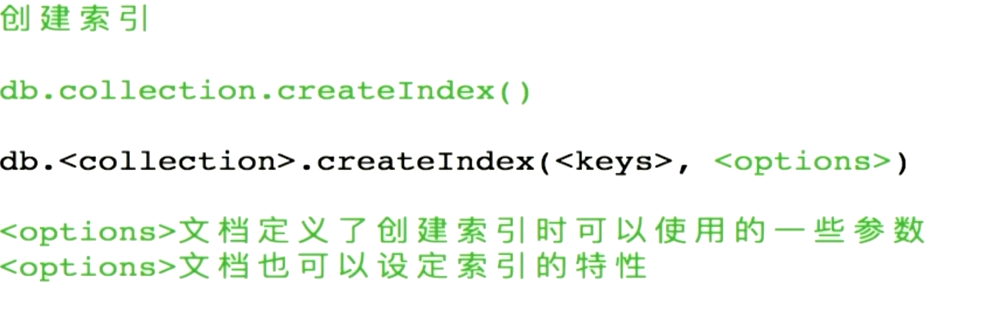 创建索引
db.collection.createIndex()
db.<collection>.createIndex(<keys>, <options>)
<options>文档定义了创建索引时可以使用的一些参数
<options>文档也可以设定索引的特性